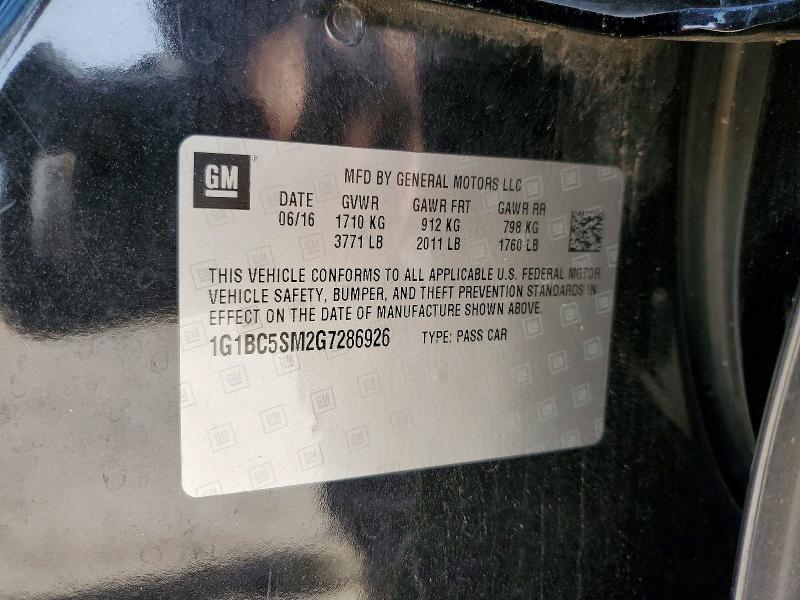 GM
MFD BY GENERAL MOTORS LLC
DATE GVWR GAWR FRT GAWR RR
06/16 1710 KG 912 KG 798 KG
3771 LB 2011 LB 1760 LB
THIS VEHICLE CONFORMS TO ALL APPLICABLE U.S. FEDERAL MOTOR
VEHICLE SAFETY, BUMPER, AND THEFT PREVENTION STANDARDS IN
EFFECT ON THE DATE OF MANUFACTURE SHOWN ABOVE.
1G1BC5SM2G7286926 TYPE: PASS CAR